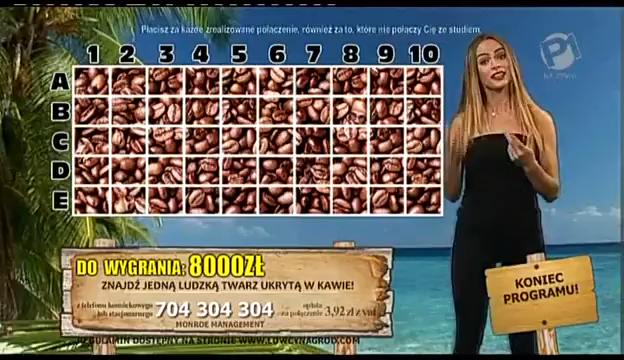 Płacisz za każde zrealizowane połączenie, również za to, które nie połączy Cię ze studiem.
1 2 3 4 5 6 7 8 9 10
A
B
C
D
E
DO WYGRANIA: 8000ZŁ
ZNAJDŹ JEDNĄ LUDZKĄ TWARZ UKRYTĄ W KAWIE!
z telefonu komórkowego
lub stacjonarnego
704 304 304
opłata
za połączenie 3,92 zł z vat
MONROE MANAGEMENT
REGULAMIN DOSTĘPNY NA STRONIE WWW.LOWCYNAGROD.COM
KONIEC
PROGRAMU!
NA ŻYWO